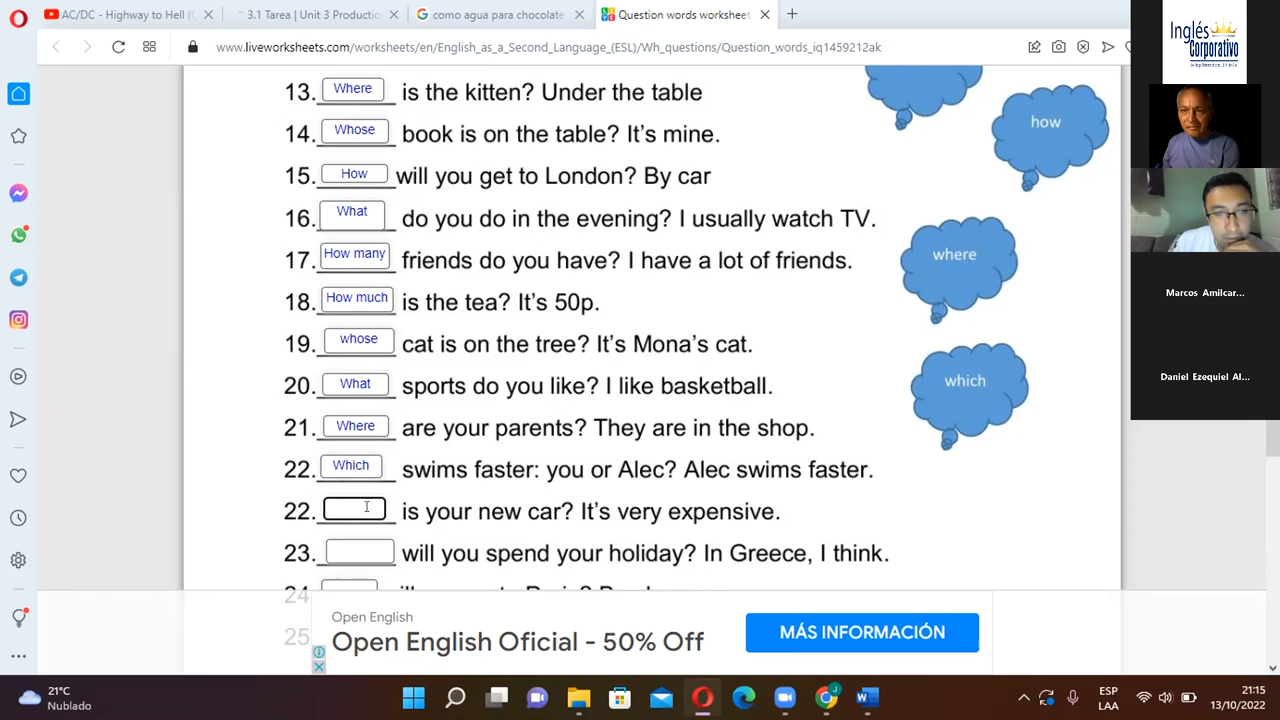 AC/DC - Highway to Hell (
3.1 Tarea | Unit 3 Productio
como agua para chocolate
Question words worksheet
www.liveworksheets.com/worksheets/en/English_as_a_Second_Language_(ESL)/Wh_questions/Question_words_iq1459212ak
Inglés
Corporativo
13. Where is the kitten? Under the table
how
14. Whose book is on the table? It's mine.
15. How will you get to London? By car
16. What do you do in the evening? I usually watch TV.
17. How many friends do you have? I have a lot of friends.
where
18. How much is the tea? It's 50p.
Marcos Amilcar...
19. whose cat is on the tree? It's Mona's cat.
20. What sports do you like? I like basketball.
which
Daniel Ezequiel Al...
21. Where are your parents? They are in the shop.
22. Which swims faster: you or Alec? Alec swims faster.
22. is your new car? It's very expensive.
23. will you spend your holiday? In Greece, I think.
24.
25
Open English
Open English Oficial - 50% Off
MÁS INFORMACIÓN
21°C
Nublado
ESP
LAA
21:15
13/10/2022